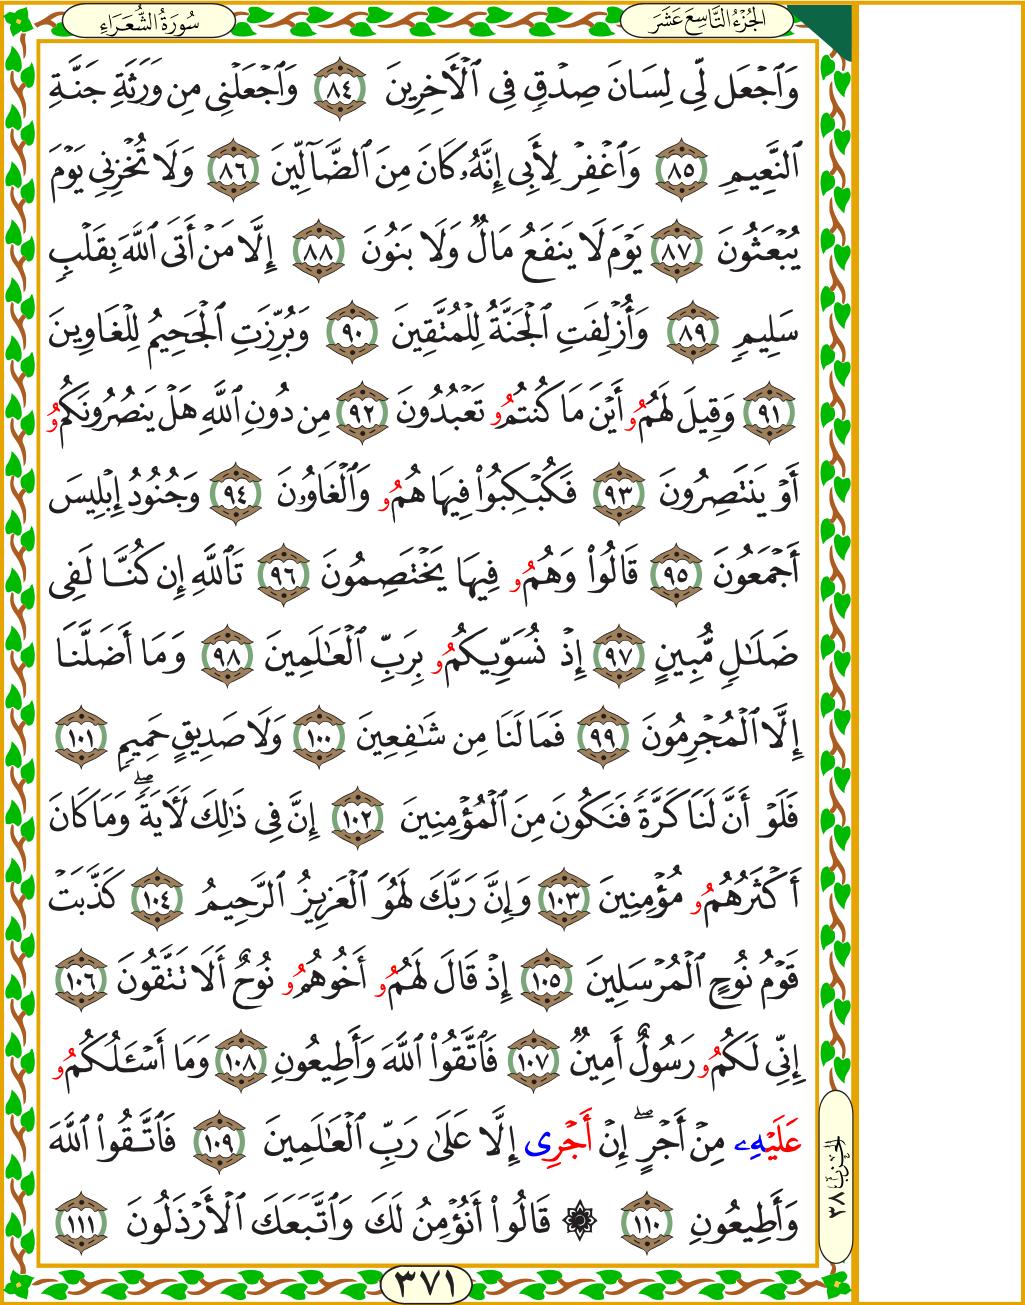 سُورَةُ الشُّعَرَاءِ
الجُزْءُ التَّاسِعَ عَشَرَ
وَٱجْعَل لِّى لِسَانَ صِدْقٍ فِى ٱلْأَخِرِينَ ٨٤ وَٱجْعَلْنِى مِن وَرَثَةِ جَنَّةِ
ٱلنَّعِيمِ ٨٥ وَٱغْفِرْ لِأَبِى إِنَّهُۥ كَانَ مِنَ ٱلضَّآلِّينَ ٨٦ وَلَا تُخْزِنِى يَوْمَ
يُبْعَثُونَ ٨٧ يَوْمَ لَا يَنفَعُ مَالٌ وَلَا بَنُونَ ٨٨ إِلَّا مَنْ أَتَى ٱللَّهَ بِقَلْبٍ
سَلِيمٍ ٨٩ وَأُزْلِفَتِ ٱلْجَنَّةُ لِلْمُتَّقِينَ ٩٠ وَبُرِّزَتِ ٱلْجَحِيمُ لِلْغَاوِينَ
٩١ وَقِيلَ لَهُمُۥ أَيْنَ مَا كُنتُمُۥ تَعْبُدُونَ ٩٢ مِن دُونِ ٱللَّهِ هَلْ يَنصُرُونَكُمُۥ
أَوْ يَنتَصِرُونَ ٩٣ فَكُبْكِبُوا۟ فِيهَا هُمُۥ وَٱلْغَاوُۥنَ ٩٤ وَجُنُودُ إِبْلِيسَ
أَجْمَعُونَ ٩٥ قَالُوا۟ وَهُمُۥ فِيهَا يَخْتَصِمُونَ ٩٦ تَٱللَّهِ إِن كُنَّا لَفِى
ضَلَـٰلٍ مُّبِينٍ ٩٧ إِذْ نُسَوِّيكُمُۥ بِرَبِّ ٱلْعَـٰلَمِينَ ٩٨ وَمَا أَضَلَّنَا
إِلَّا ٱلْمُجْرِمُونَ ٩٩ فَمَا لَنَا مِن شَـٰفِعِينَ ١٠٠ وَلَا صَدِيقٍ حَمِيمٍ ١٠١
فَلَوْ أَنَّ لَنَا كَرَّةً فَنَكُونَ مِنَ ٱلْمُؤْمِنِينَ ١٠٢ إِنَّ فِى ذَٰلِكَ لَأَيَةً ۖ وَمَا كَانَ
أَكْثَرُهُمُۥ مُؤْمِنِينَ ١٠٣ وَإِنَّ رَبَّكَ لَهُوَ ٱلْعَزِيزُ ٱلرَّحِيمُ ١٠٤ كَذَّبَتْ
قَوْمُ نُوحٍ ٱلْمُرْسَلِينَ ١٠٥ إِذْ قَالَ لَهُمُۥ أَخُوهُمُۥ نُوحٌ أَلَا تَتَّقُونَ ١٠٦
إِنِّى لَكُمُۥ رَسُولٌ أَمِينٌ ١٠٧ فَٱتَّقُوا۟ ٱللَّهَ وَأَطِيعُونِ ١٠٨ وَمَا أَسْـَٔلُكُمُۥ
عَلَيْهِۦ مِنْ أَجْرٍ ۖ إِنْ أَجْرِى إِلَّا عَلَىٰ رَبِّ ٱلْعَـٰلَمِينَ ١٠٩ فَٱتَّقُوا۟ ٱللَّهَ
وَأَطِيعُونِ ١١٠ ۞ قَالُوا۟ أَنُؤْمِنُ لَكَ وَٱتَّبَعَكَ ٱلْأَرْذَلُونَ ١١١
الحِزْبُ ٣٨
٣٧١